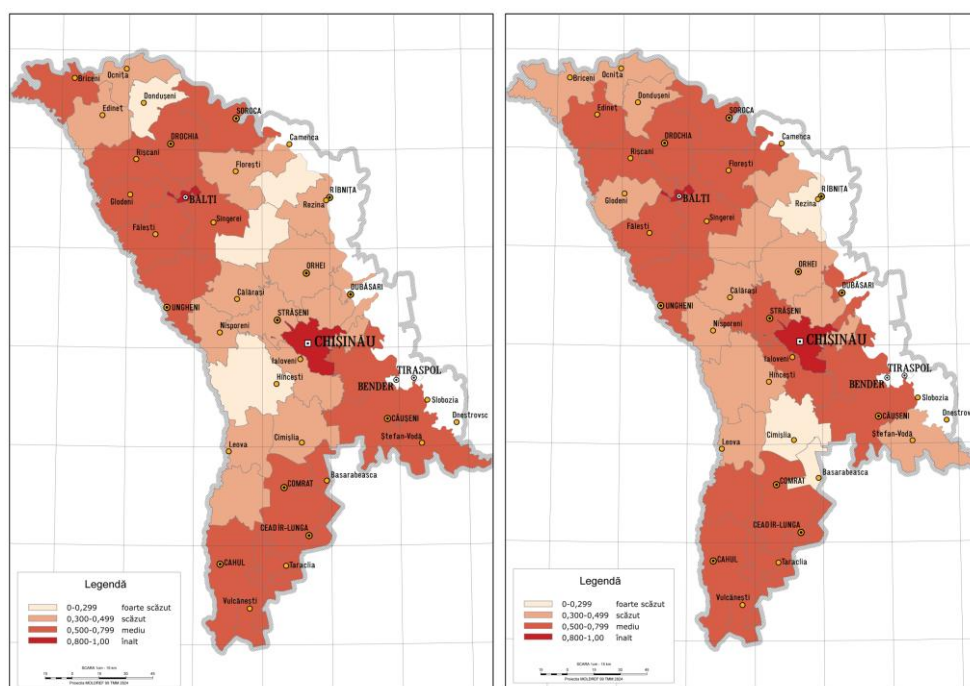 Ocnița
Briceni
Dondușeni
Edineț
SOROCA
DROCHIA
Camenca
Rîșcani
Florești
Glodeni
BĂLȚI
RÎBNIȚA
Rezina
Sîngerei
Fălești
ORHEI
Călărași
DUBĂSARI
UNGHENI
STRĂȘENI
Nisporeni
CHIȘINĂU
Ialoveni
TIRASPOL
Hîncești
BENDER
Slobozia
CĂUȘENI
Dnestrovsc
Cimișlia
Ștefan-Vodă
Leova
Basarabeasca
COMRAT
CEADÎR-LUNGA
CAHUL
Taraclia
Vulcănești
Legendă
0-0,299 foarte scăzut
0,300-0,499 scăzut
0,500-0,799 mediu
0,800-1,00 înalt
Ocnița
Briceni
Dondușeni
Edineț
SOROCA
DROCHIA
Camenca
Rîșcani
Florești
Glodeni
BĂLȚI
RÎBNIȚA
Rezina
Sîngerei
Fălești
ORHEI
Călărași
DUBĂSARI
UNGHENI
STRĂȘENI
Nisporeni
CHIȘINĂU
Ialoveni
TIRASPOL
Hîncești
BENDER
Slobozia
CĂUȘENI
Dnestrovsc
Cimișlia
Ștefan-Vodă
Leova
Basarabeasca
COMRAT
CEADÎR-LUNGA
CAHUL
Taraclia
Vulcănești
Legendă
0-0,299 foarte scăzut
0,300-0,499 scăzut
0,500-0,799 mediu
0,800-1,00 înalt